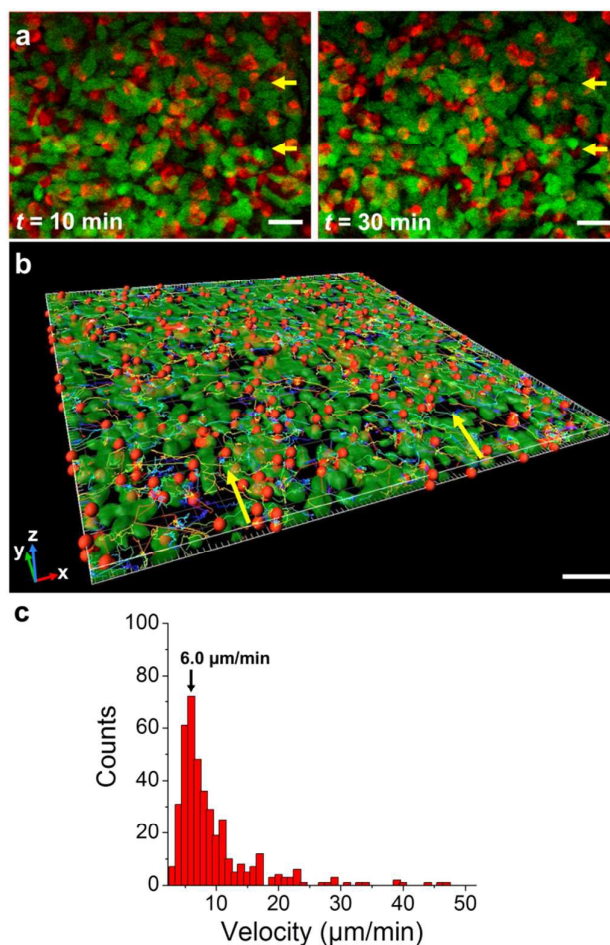 a
t = 10 min
t = 30 min
b
z
y
x
c
100
80
60
40
20
0
6.0 µm/min
Counts
10 20 30 40 50
Velocity (µm/min)